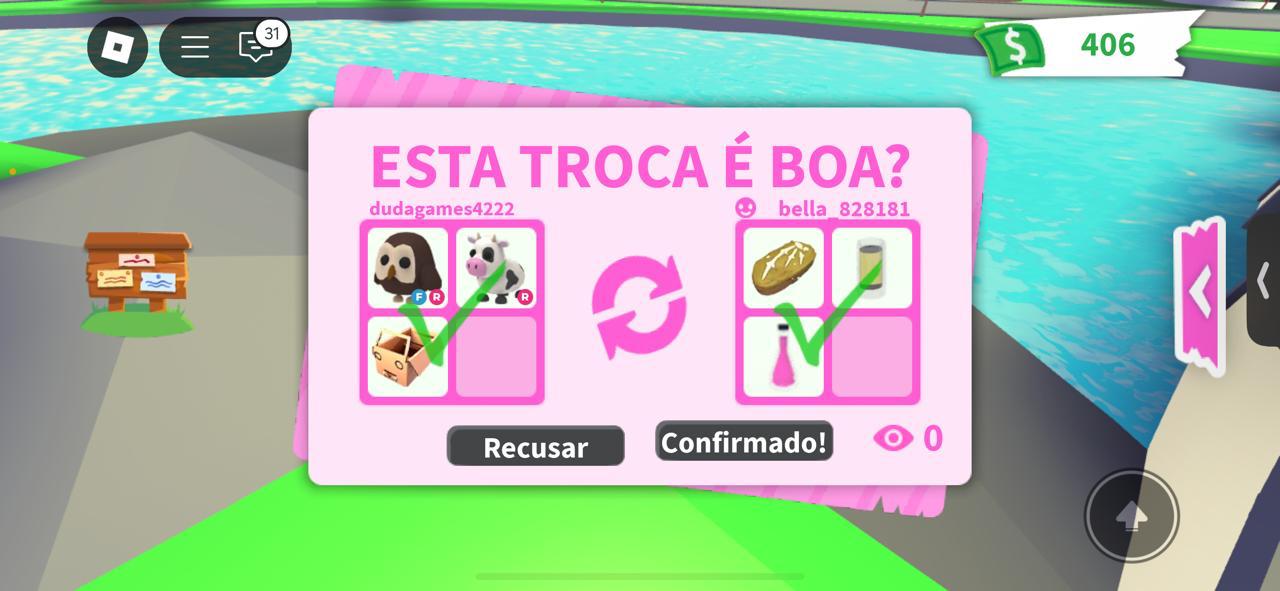 31
406
ESTA TROCA É BOA?
dudagames4222
bella_828181
F R
R
Recusar
Confirmado!
0